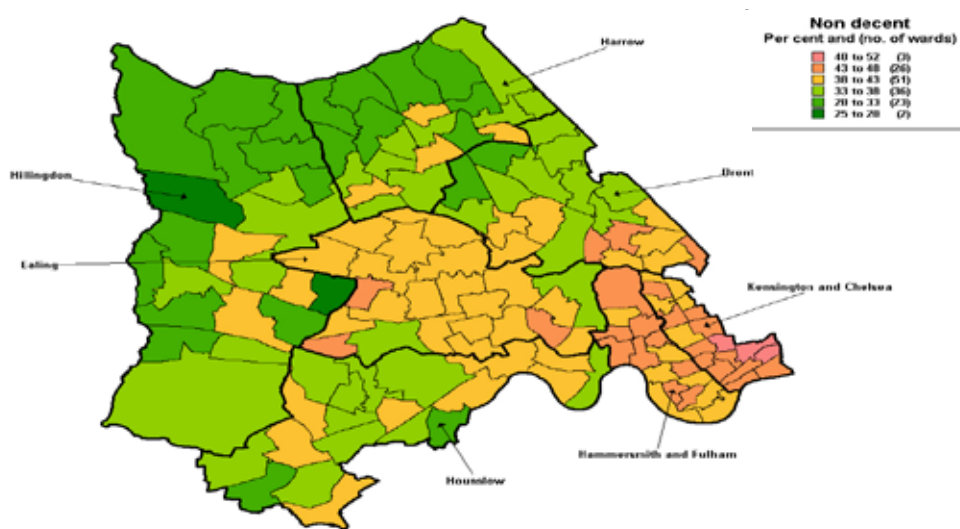 Non decent
Per cent and (no. of wards)
48 to 52 (3)
43 to 48 (26)
38 to 43 (51)
33 to 38 (36)
28 to 33 (23)
25 to 28 (2)
Harrow
Hillingdon
Brent
Ealing
Kensington and Chelsea
Hammersmith and Fulham
Hounslow